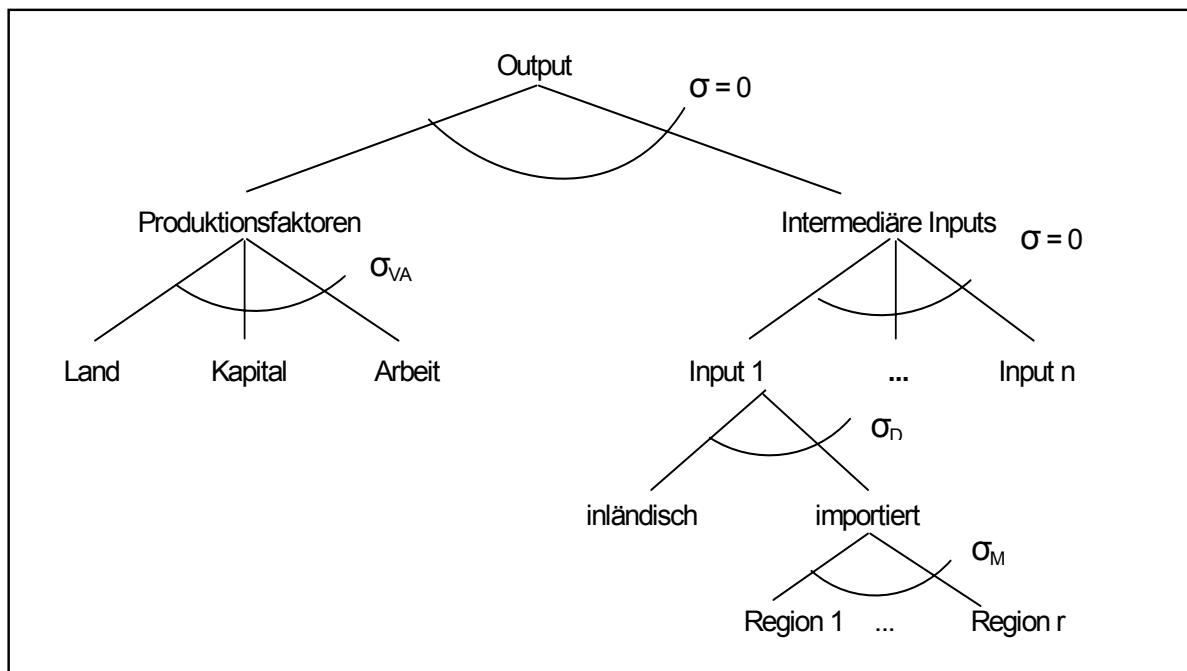 Output
σ = 0
Produktionsfaktoren
Intermediäre Inputs
σ = 0
σVA
Land
Kapital
Arbeit
Input 1
...
Input n
σD
inländisch
importiert
σM
Region 1
...
Region r